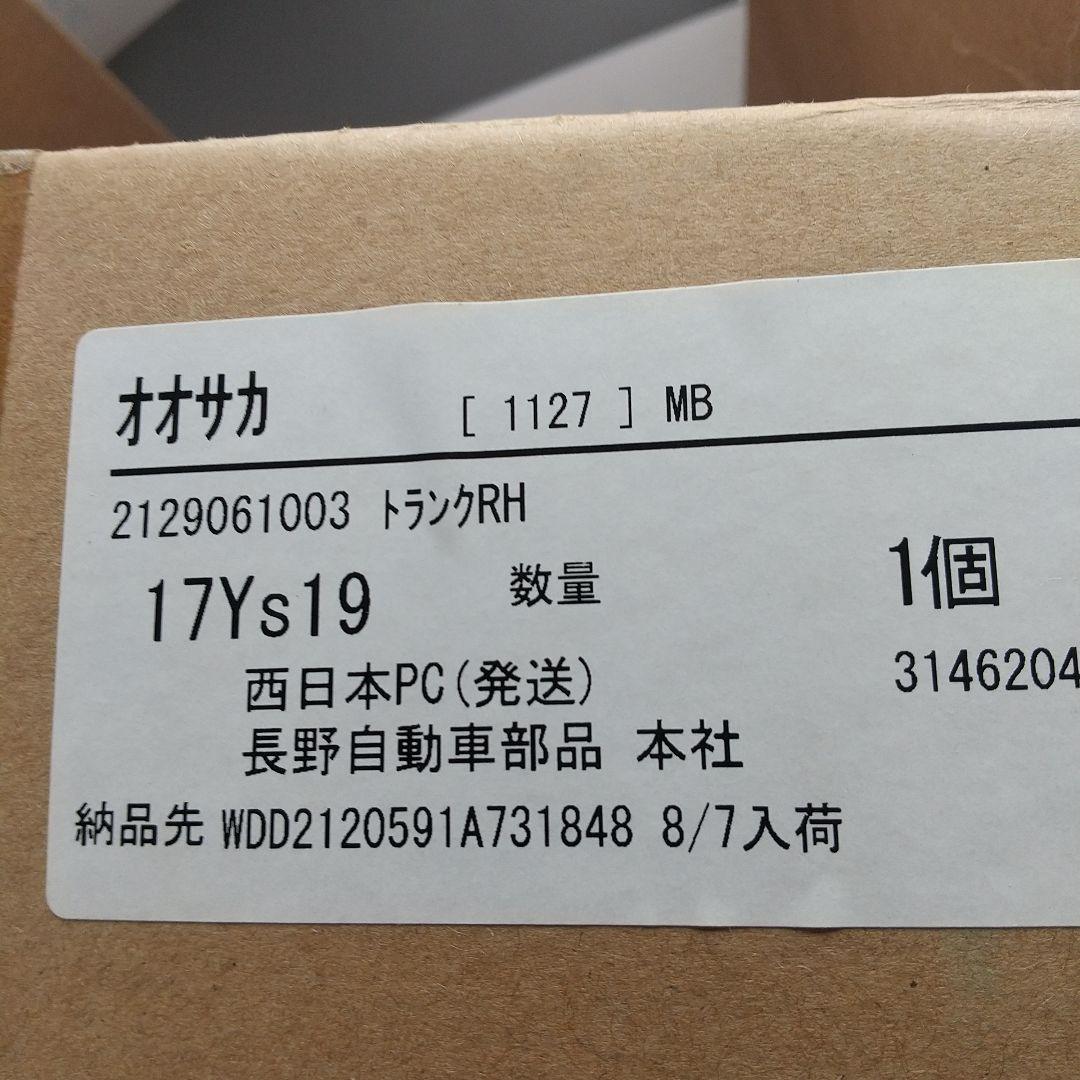 オオサカ [ 1127 ] MB
2129061003 トランクRH
17Ys19 数量 1個
西日本PC(発送) 3146204
長野自動車部品 本社
納品先 WDD2120591A731848 8/7入荷